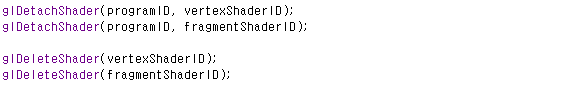 glDetachShader(programID, vertexShaderID);
glDetachShader(programID, fragmentShaderID);
glDeleteShader(vertexShaderID);
glDeleteShader(fragmentShaderID);